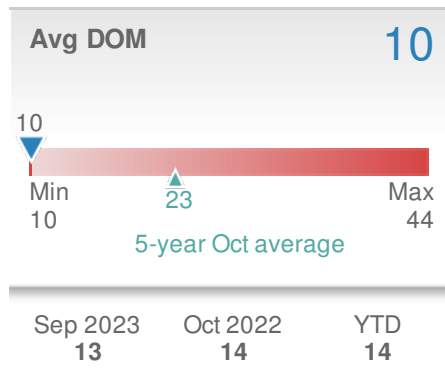 Avg DOM 10
10
Min 23 Max
10 44
5-year Oct average
Sep 2023 Oct 2022 YTD
13 14 14